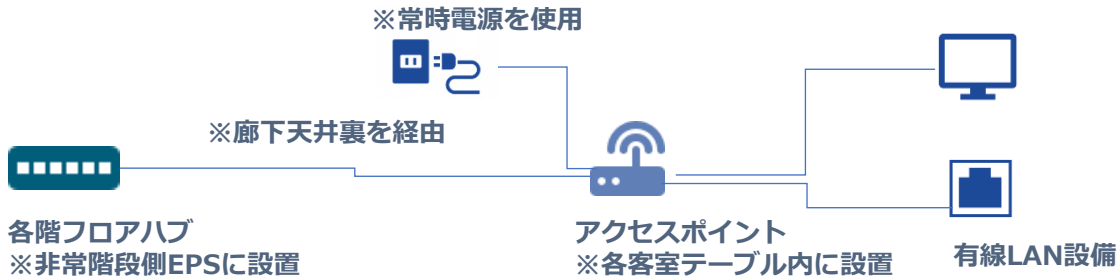 ※常時電源を使用
※廊下天井裏を経由
各階フロアハブ
※非常階段側EPSに設置
アクセスポイント
※各客室テーブル内に設置
有線LAN設備